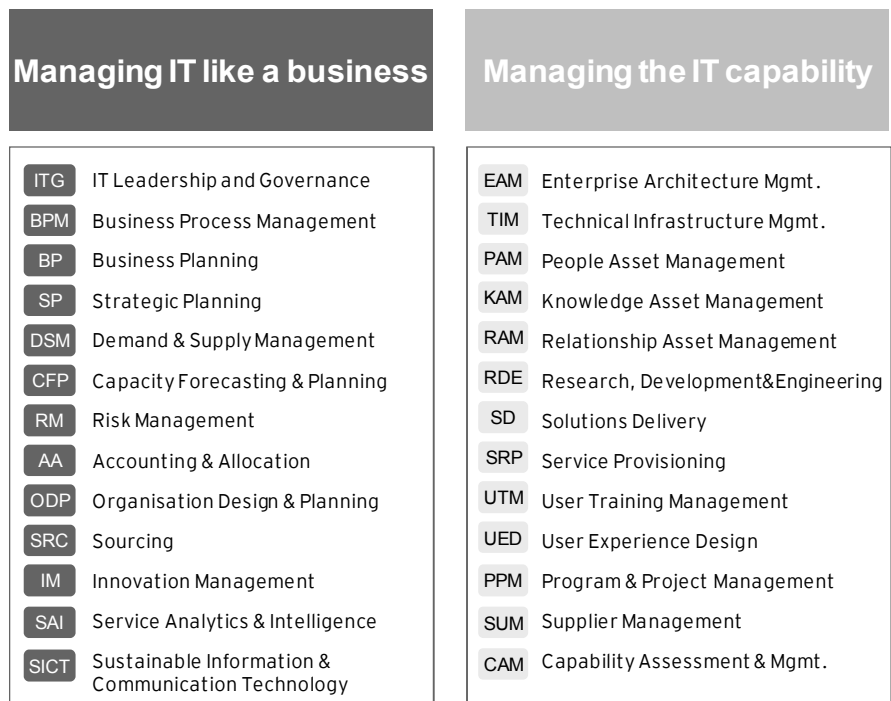 Managing IT like a business
ITG IT Leadership and Governance
BPM Business Process Management
BP Business Planning
SP Strategic Planning
DSM Demand & Supply Management
CFP Capacity Forecasting & Planning
RM Risk Management
AA Accounting & Allocation
ODP Organisation Design & Planning
SRC Sourcing
IM Innovation Management
SAI Service Analytics & Intelligence
SICT Sustainable Information &
Communication Technology
Managing the IT capability
EAM Enterprise Architecture Mgmt.
TIM Technical Infrastructure Mgmt.
PAM People Asset Management
KAM Knowledge Asset Management
RAM Relationship Asset Management
RDE Research, Development&Engineering
SD Solutions Delivery
SRP Service Provisioning
UTM User Training Management
UED User Experience Design
PPM Program & Project Management
SUM Supplier Management
CAM Capability Assessment & Mgmt.